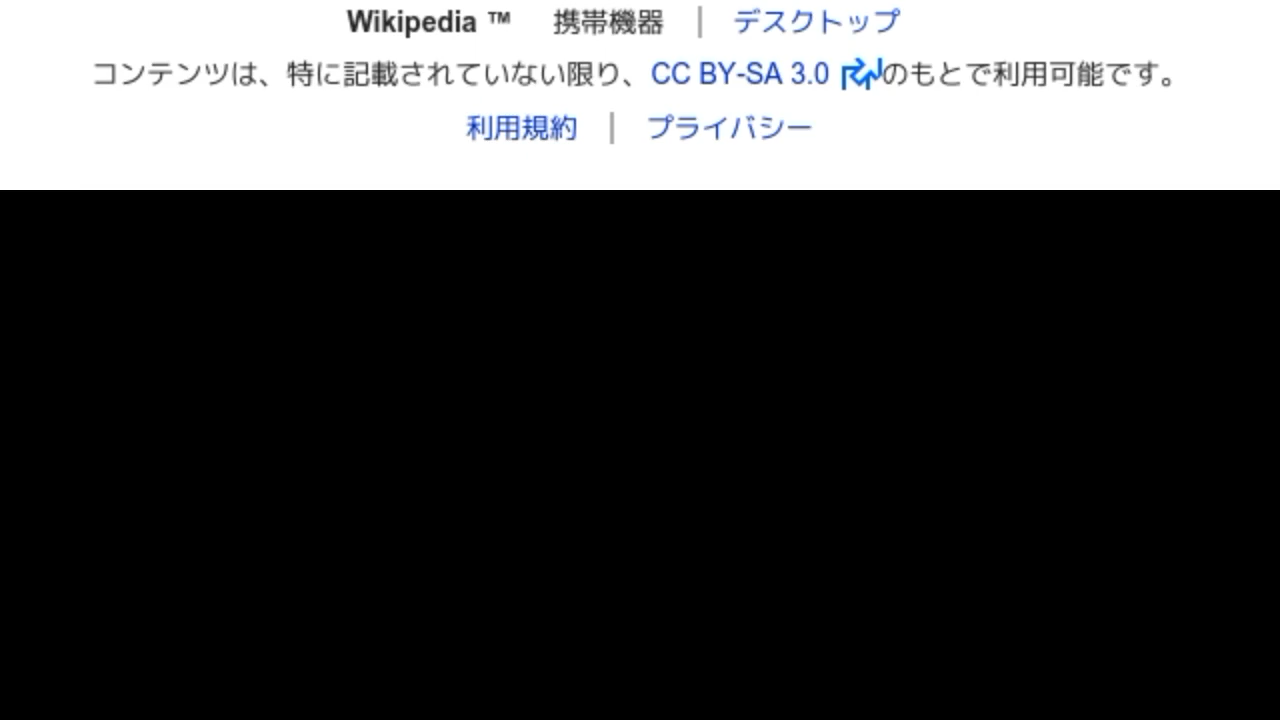 Wikipedia ™ 携帯機器 | デスクトップ
コンテンツは、特に記載されていない限り、CC BY-SA 3.0 のもとで利用可能です。
利用規約 | プライバシー